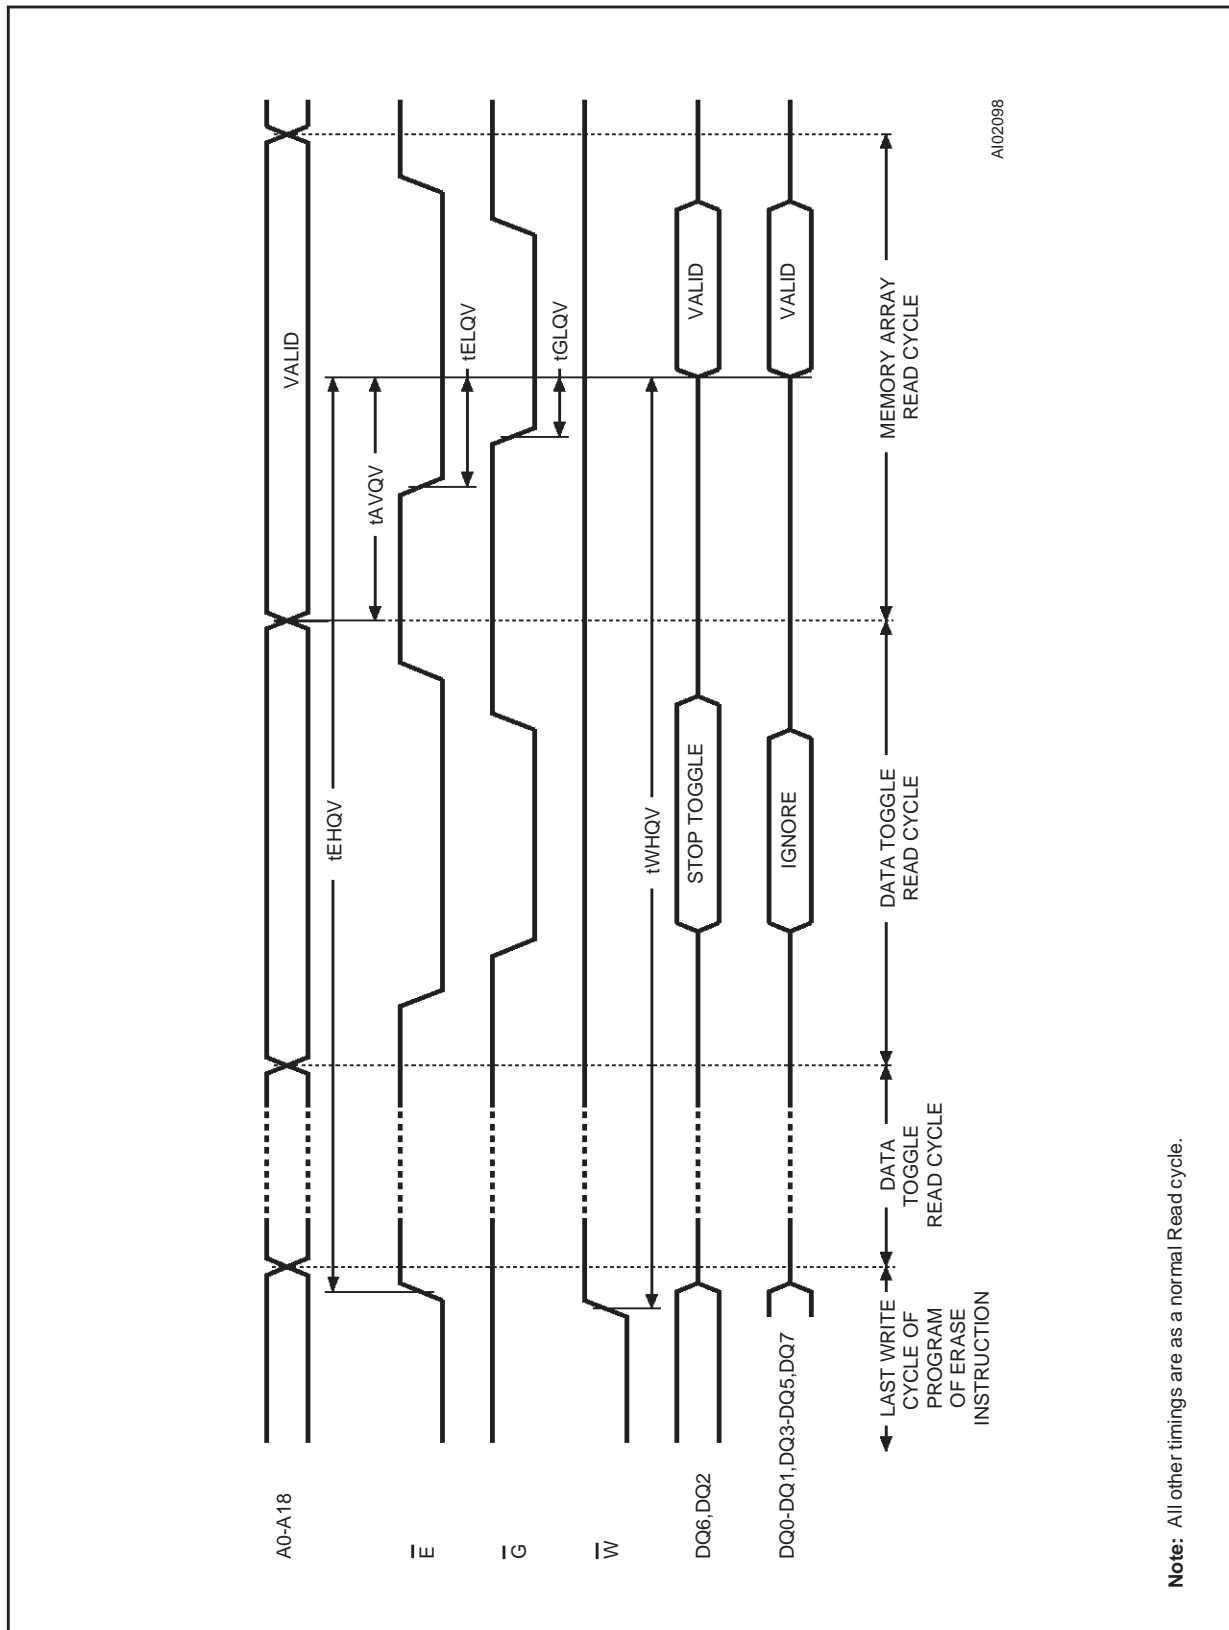 A0-A18
VALID
tEHQV
tAVQV
E
tELQV
G
tGLQV
W
tWHQV
DQ6,DQ2
STOP TOGGLE
VALID
DQ0-DQ1,DQ3-DQ5,DQ7
IGNORE
VALID
LAST WRITE
CYCLE OF
PROGRAM
OF ERASE
INSTRUCTION
DATA
TOGGLE
READ CYCLE
DATA TOGGLE
READ CYCLE
MEMORY ARRAY
READ CYCLE
AI02098
Note: All other timings are as a normal Read cycle.